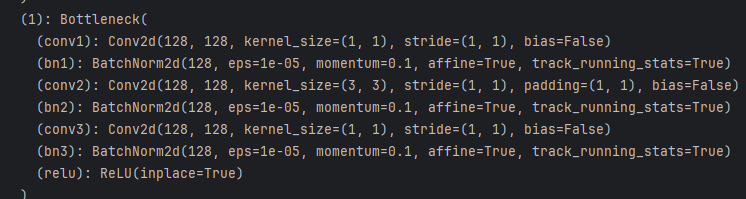 (1): Bottleneck(
(conv1): Conv2d(128, 128, kernel_size=(1, 1), stride=(1, 1), bias=False)
(bn1): BatchNorm2d(128, eps=1e-05, momentum=0.1, affine=True, track_running_stats=True)
(conv2): Conv2d(128, 128, kernel_size=(3, 3), stride=(1, 1), padding=(1, 1), bias=False)
(bn2): BatchNorm2d(128, eps=1e-05, momentum=0.1, affine=True, track_running_stats=True)
(conv3): Conv2d(128, 128, kernel_size=(1, 1), stride=(1, 1), bias=False)
(bn3): BatchNorm2d(128, eps=1e-05, momentum=0.1, affine=True, track_running_stats=True)
(relu): ReLU(inplace=True)
)